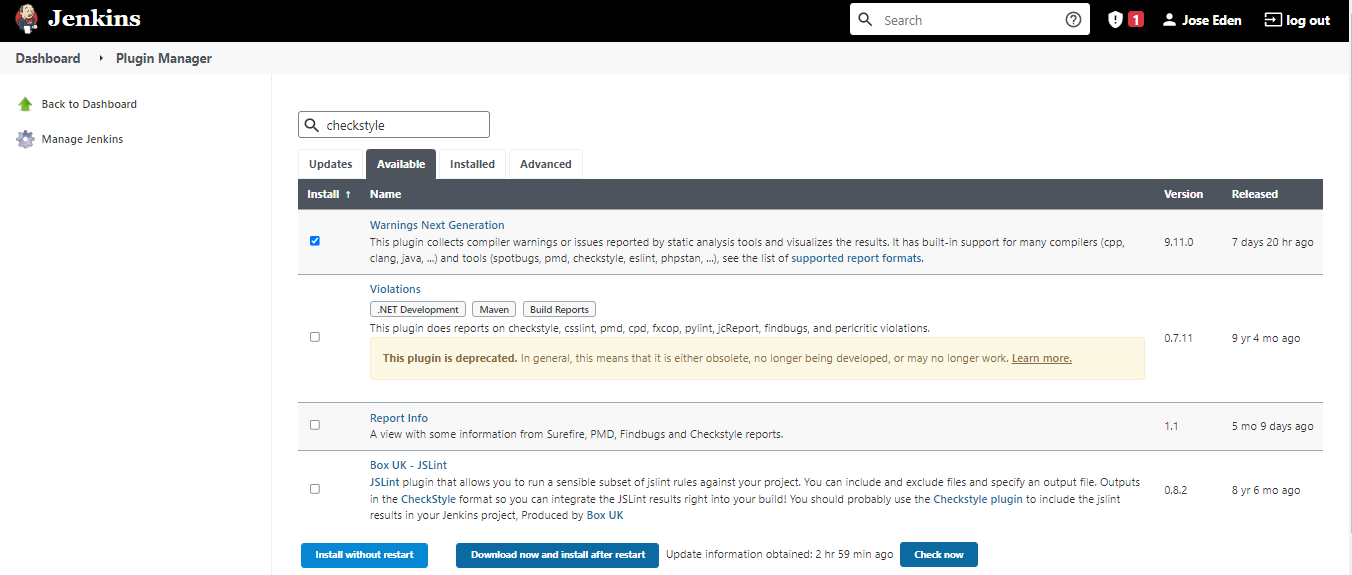 Jenkins
Search
1
Jose Eden
log out
Dashboard
Plugin Manager
Back to Dashboard
Manage Jenkins
checkstyle
Updates
Available
Installed
Advanced
Install ↑ Name Version Released
Warnings Next Generation
This plugin collects compiler warnings or issues reported by static analysis tools and visualizes the results. It has built-in support for many compilers (cpp,
clang, java, ...) and tools (spotbugs, pmd, checkstyle, eslint, phpstan, ...), see the list of supported report formats.
9.11.0
7 days 20 hr ago
Violations
.NET Development
Maven
Build Reports
This plugin does reports on checkstyle, csslint, pmd, cpd, fxcop, pylint, jcReport, findbugs, and perlcritic violations.
This plugin is deprecated. In general, this means that it is either obsolete, no longer being developed, or may no longer work. Learn more.
0.7.11
9 yr 4 mo ago
Report Info
A view with some information from Surefire, PMD, Findbugs and Checkstyle reports.
1.1
5 mo 9 days ago
Box UK - JSLint
JSLint plugin that allows you to run a sensible subset of jslint rules against your project. You can include and exclude files and specify an output file. Outputs
in the CheckStyle format so you can integrate the JSLint results right into your build! You should probably use the Checkstyle plugin to include the jslint
results in your Jenkins project, Produced by Box UK
0.8.2
8 yr 6 mo ago
Install without restart
Download now and install after restart
Update information obtained: 2 hr 59 min ago
Check now